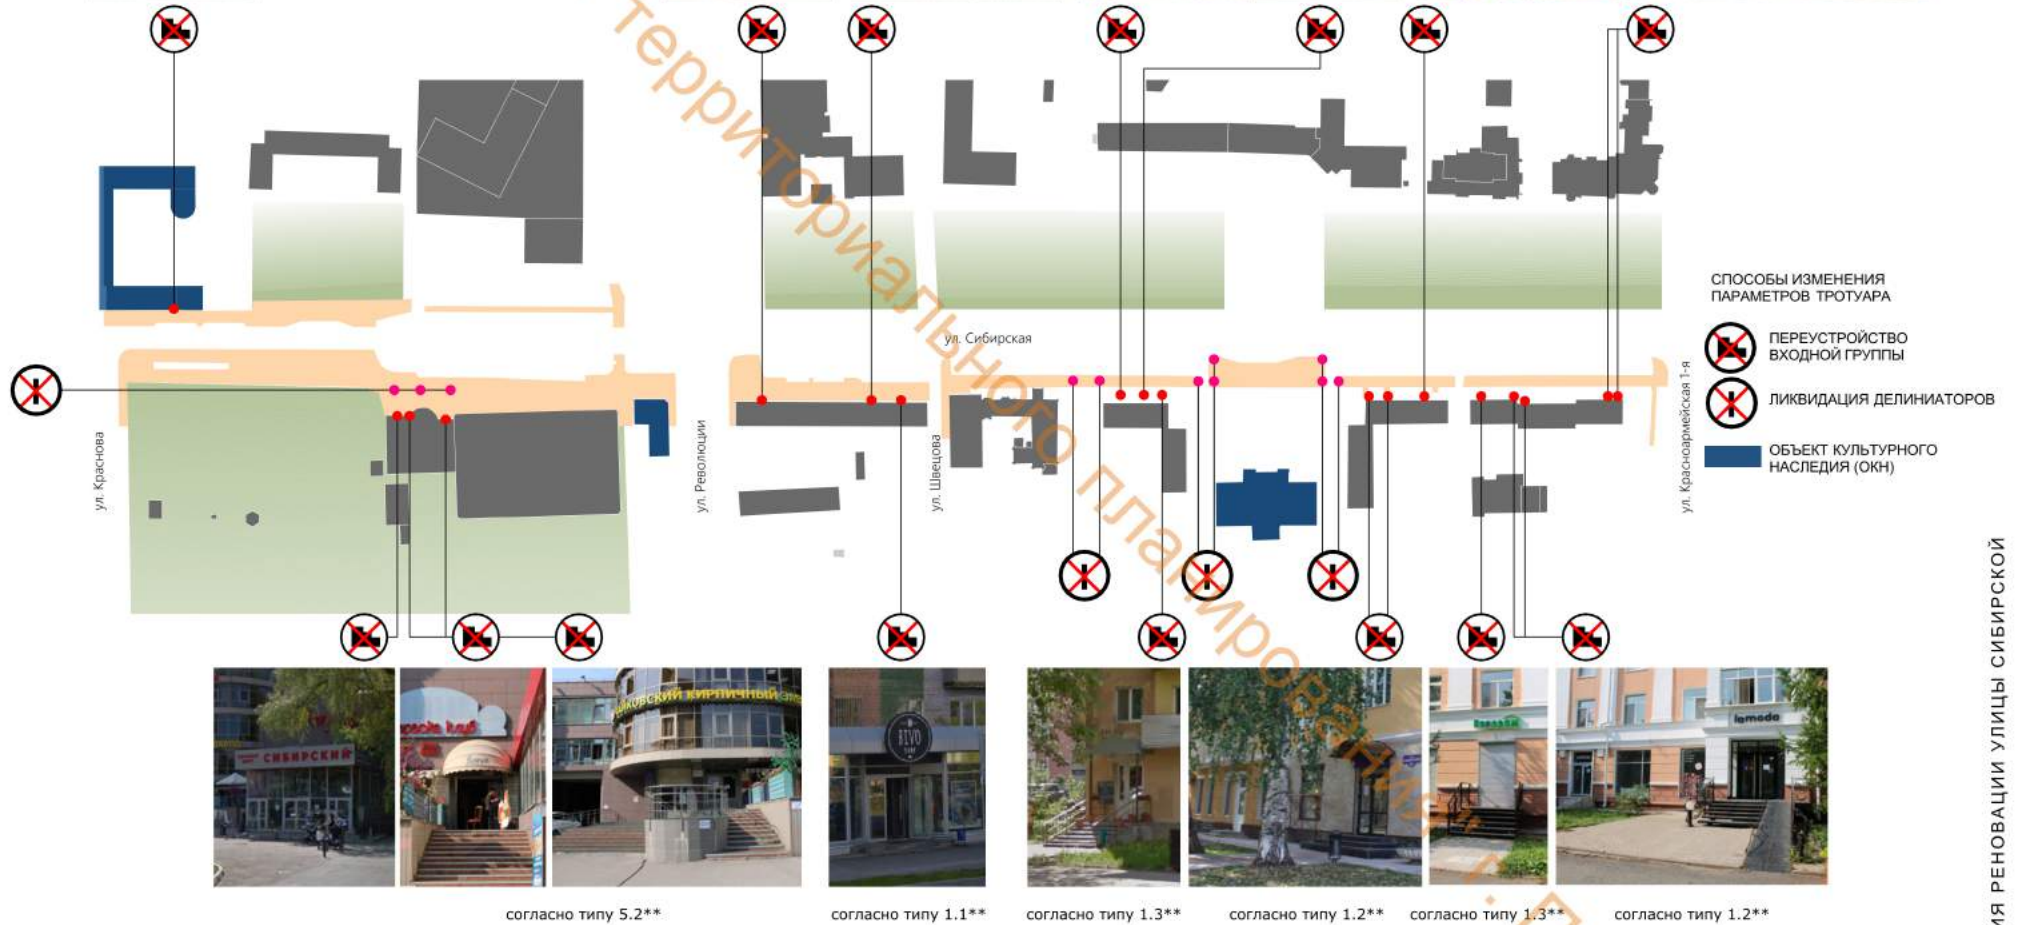 ул. Сибирская
ул. Краснова
ул. Революции
ул. Швецова
ул. Красноармейская 1-я
СПОСОБЫ ИЗМЕНЕНИЯ
ПАРАМЕТРОВ ТРОТУАРА
ПЕРЕУСТРОЙСТВО
ВХОДНОЙ ГРУППЫ
ЛИКВИДАЦИЯ ДЕЛИНИАТОРОВ
ОБЪЕКТ КУЛЬТУРНОГО
НАСЛЕДИЯ (ОКН)
территориального планирования" г. П
СИБИРСКИЙ
КИРПИЧНЫЙ
BIVO
lamoda
согласно типу 5.2**
согласно типу 1.1**
согласно типу 1.3**
согласно типу 1.2**
согласно типу 1.3**
согласно типу 1.2**
ИЯ РЕНОВАЦИИ УЛИЦЫ СИБИРСКОЙ